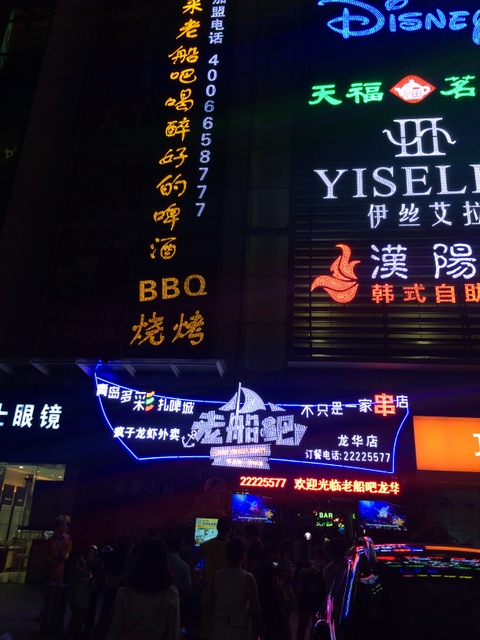 来老船吧喝醉好的啤酒
BBQ
烧烤
加盟电话 4006658777
DISNEY
天福 茗
YISEL
伊丝艾拉
漢陽
韩式自助
士眼镜
青岛多彩扎啤城
疯子龙虾外卖
老船吧
不只是一家串店
龙华店
订餐电话:22225577
22225577 欢迎光临老船吧龙华
BAR